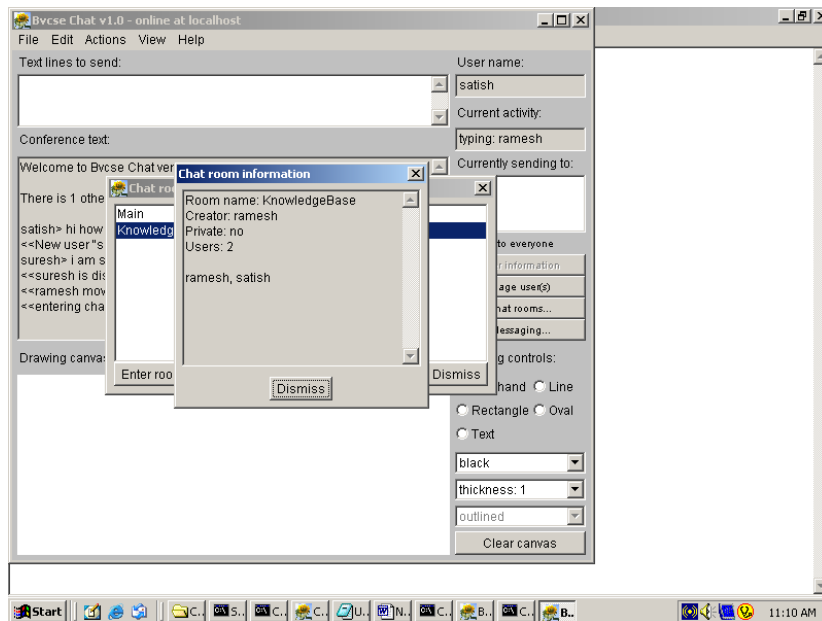 Bvcse Chat v1.0 - online at localhost
File Edit Actions View Help
Text lines to send:
User name:
satish
Current activity:
typing: ramesh
Conference text:
Currently sending to:
Welcome to Bvcse Chat ver
There is 1 othe
satish> hi how
<<New user "s
suresh> i am s
<<suresh is dis
<<ramesh mov
<<entering cha
Chat roo
Main
Knowledg
Enter roo
Dismiss
Chat room information
Room name: KnowledgeBase
Creator: ramesh
Private: no
Users: 2
ramesh, satish
Dismiss
to everyone
r information
age user(s)
hat rooms...
essaging...
Drawing canva
g controls:
hand Line
Rectangle Oval
Text
black
thickness: 1
outlined
Clear canvas
Start C.. S.. C.. C.. U.. N.. C.. B.. C.. B.. 11:10 AM